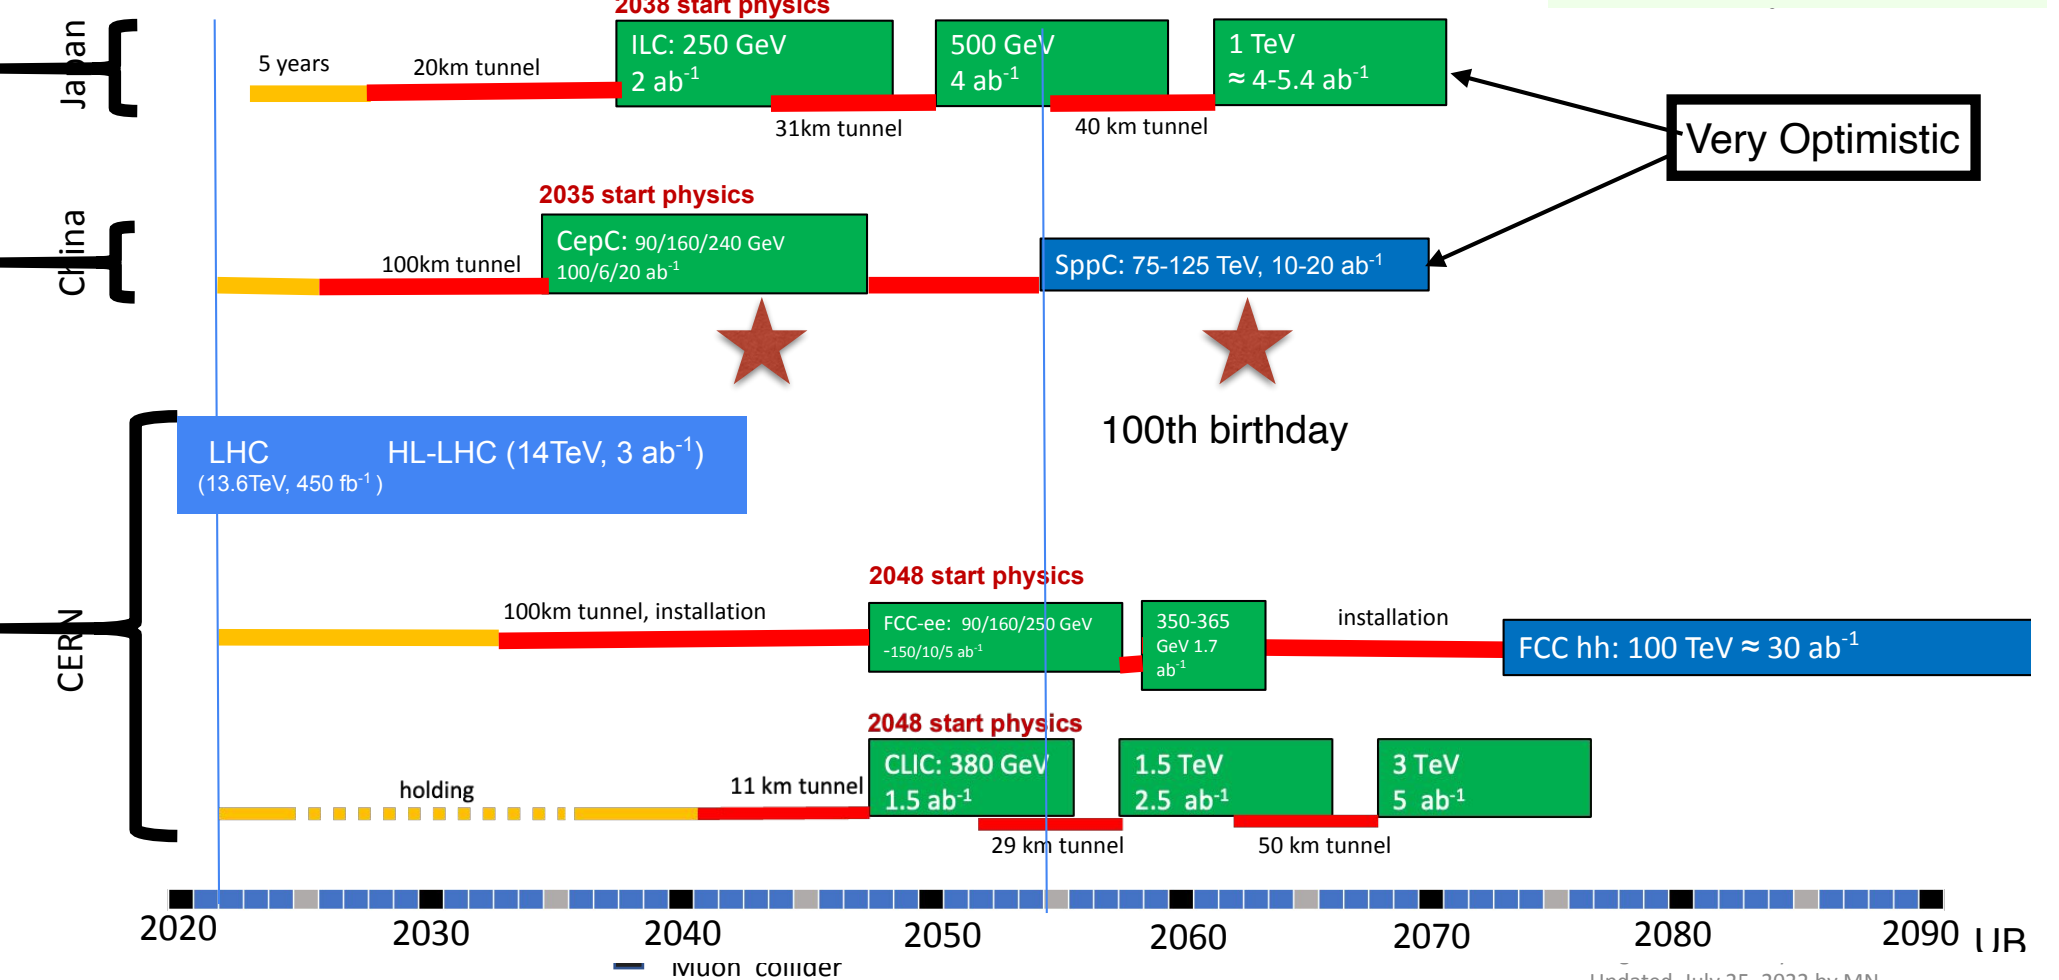 2038 start physics
Japan
5 years
20km tunnel
ILC: 250 GeV
2 ab-1
31km tunnel
500 GeV
4 ab-1
40 km tunnel
1 TeV
≈ 4-5.4 ab-1
Very Optimistic
China
2035 start physics
100km tunnel
CepC: 90/160/240 GeV
100/6/20 ab-1
SppC: 75-125 TeV, 10-20 ab-1
100th birthday
CERN
LHC HL-LHC (14TeV, 3 ab-1)
(13.6TeV, 450 fb-1 )
2048 start physics
100km tunnel, installation
FCC-ee: 90/160/250 GeV
~150/10/5 ab-1
350-365
GeV 1.7
ab-1
installation
FCC hh: 100 TeV ≈ 30 ab-1
2048 start physics
holding
11 km tunnel
CLIC: 380 GeV
1.5 ab-1
29 km tunnel
1.5 TeV
2.5 ab-1
50 km tunnel
3 TeV
5 ab-1
2020 2030 2040 2050 2060 2070 2080 2090 UB
Muon collider
Updated July 25, 2022 by MN